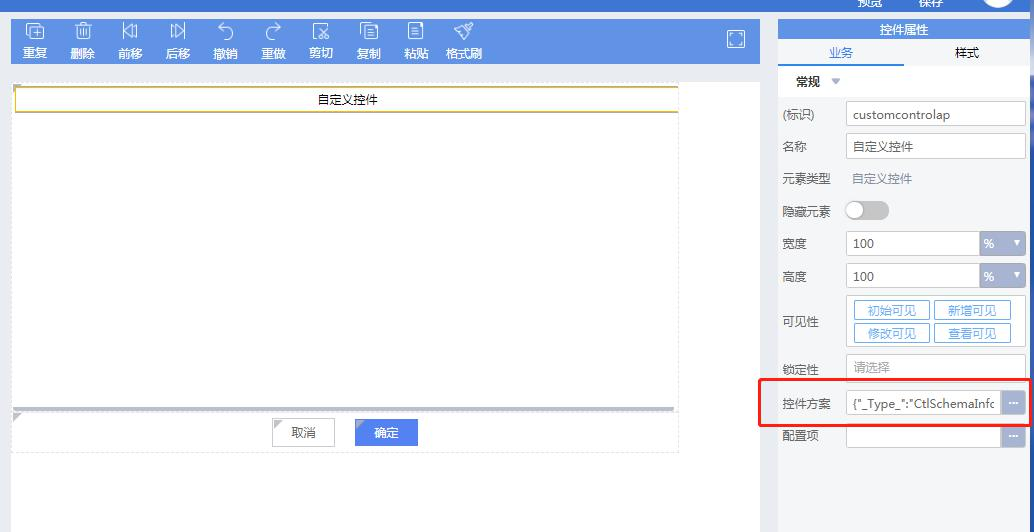 预览 保存
重复 删除 前移 后移 撤销 重做 剪切 复制 粘贴 格式刷
自定义控件
取消 确定
控件属性
业务 样式
常规
(标识) customcontrolap
名称 自定义控件
元素类型 自定义控件
隐藏元素
宽度 100 %
高度 100 %
可见性 初始可见 新增可见
修改可见 查看可见
锁定性 请选择
控件方案 {"_Type_":"CtlSchemaInfo ...
配置项 ...